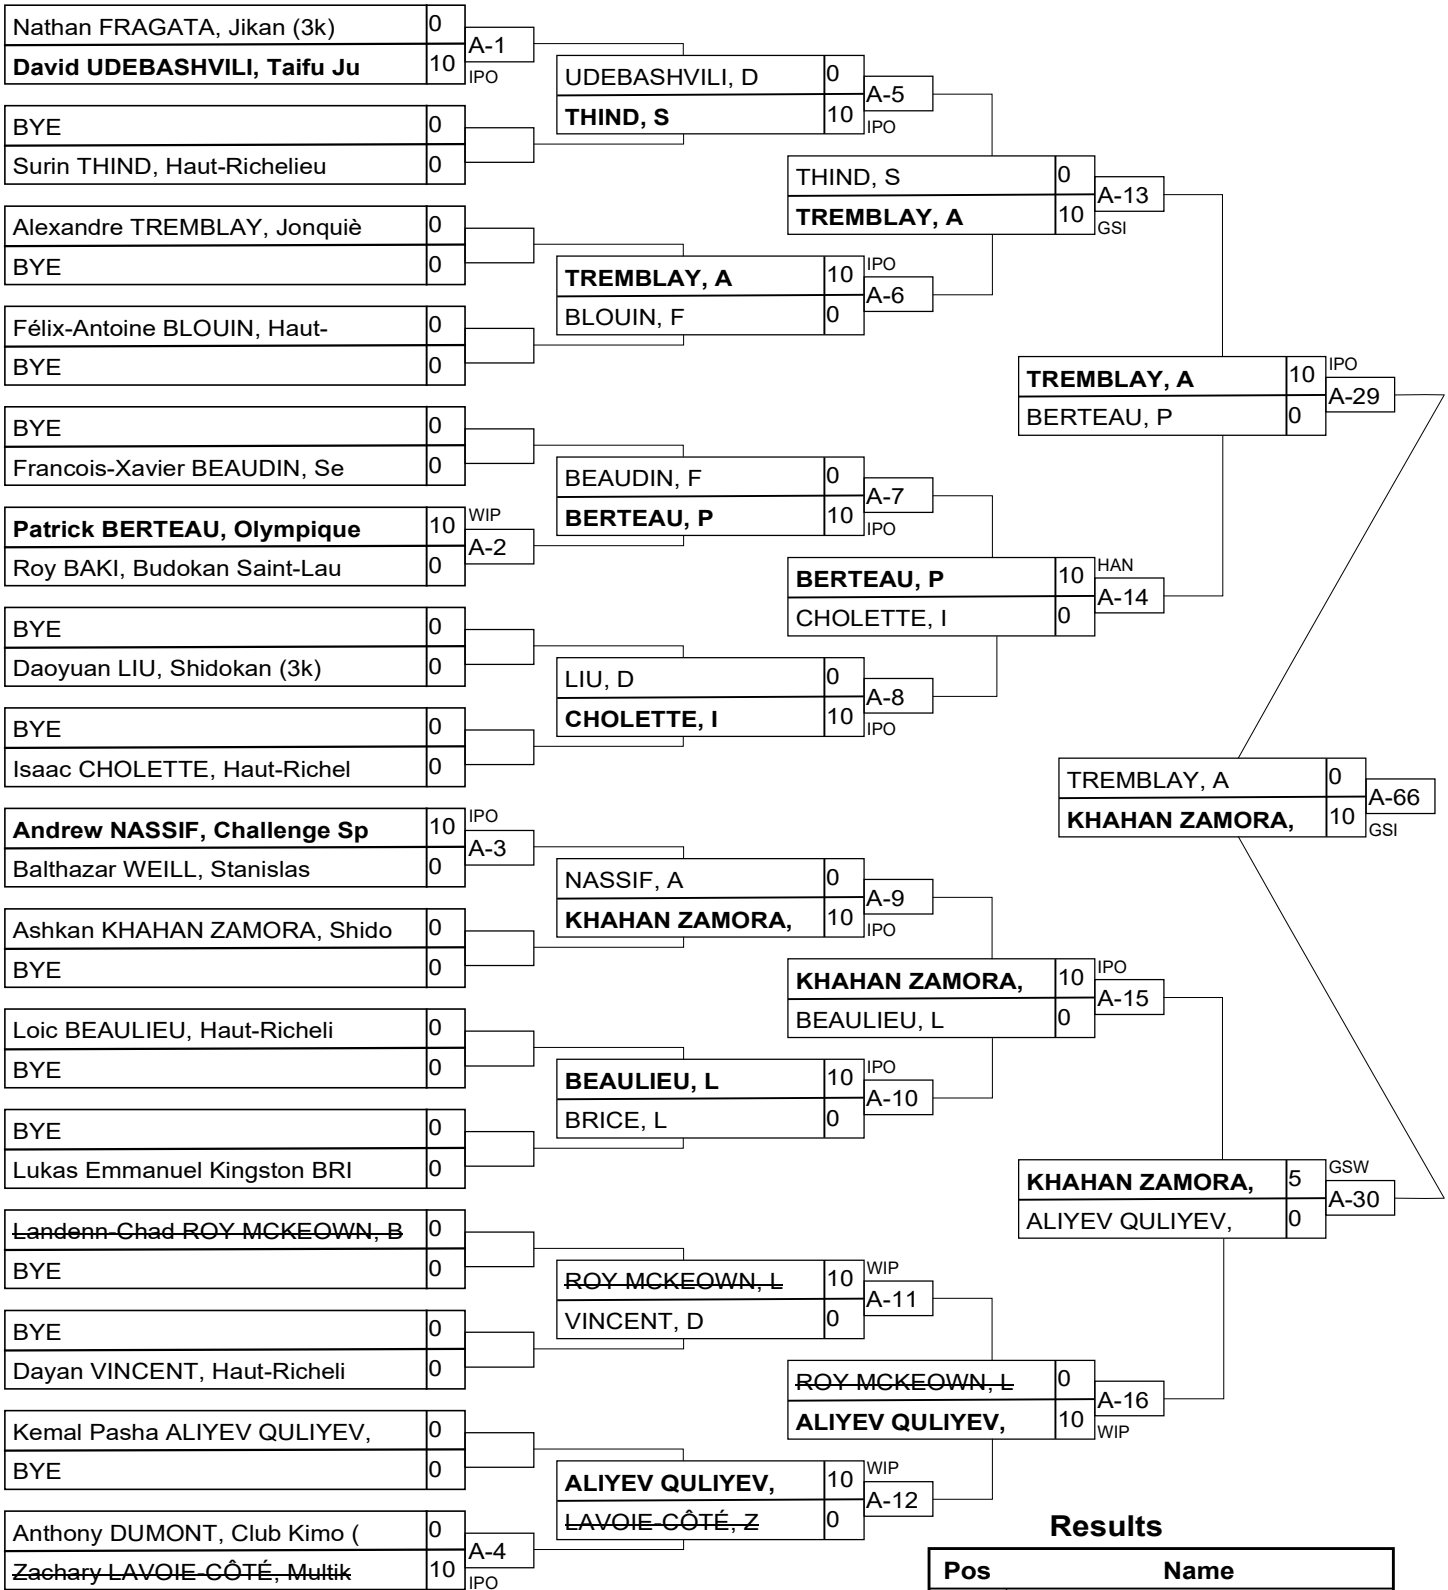 Nathan FRAGATA, Jikan (3k) 0
A-1
David UDEBASHVILI, Taifu Ju 10
IPO
BYE 0
Surin THIND, Haut-Richelieu 0
Alexandre TREMBLAY, Jonquiè 0
BYE 0
Félix-Antoine BLOUIN, Haut- 0
BYE 0
BYE 0
Francois-Xavier BEAUDIN, Se 0
Patrick BERTEAU, Olympique 10
WIP
A-2
Roy BAKI, Budokan Saint-Lau 0
BYE 0
Daoyuan LIU, Shidokan (3k) 0
BYE 0
Isaac CHOLETTE, Haut-Richel 0
Andrew NASSIF, Challenge Sp 10
IPO
A-3
Balthazar WEILL, Stanislas 0
Ashkan KHAHAN ZAMORA, Shido 0
BYE 0
Loic BEAULIEU, Haut-Richeli 0
BYE 0
BYE 0
Lukas Emmanuel Kingston BRI 0
Landenn-Chad ROY MCKEOWN, B 0
BYE 0
BYE 0
Dayan VINCENT, Haut-Richeli 0
Kemal Pasha ALIYEV QULIYEV, 0
BYE 0
Anthony DUMONT, Club Kimo ( 0
A-4
Zachary LAVOIE-CÔTÉ, Multik 10
IPO
UDEBASHVILI, D 0
A-5
THIND, S 10
IPO
TREMBLAY, A 10
IPO
A-6
BLOUIN, F 0
BEAUDIN, F 0
A-7
BERTEAU, P 10
IPO
LIU, D 0
A-8
CHOLETTE, I 10
IPO
NASSIF, A 0
A-9
KHAHAN ZAMORA, 10
IPO
BEAULIEU, L 10
IPO
A-10
BRICE, L 0
ROY MCKEOWN, L 10
WIP
A-11
VINCENT, D 0
ALIYEV QULIYEV, 10
WIP
A-12
LAVOIE-CÔTÉ, Z 0
THIND, S 0
A-13
TREMBLAY, A 10
GSI
BERTEAU, P 10
HAN
A-14
CHOLETTE, I 0
KHAHAN ZAMORA, 10
IPO
A-15
BEAULIEU, L 0
ROY MCKEOWN, L 0
A-16
ALIYEV QULIYEV, 10
WIP
TREMBLAY, A 10
IPO
A-29
BERTEAU, P 0
KHAHAN ZAMORA, 5
GSW
A-30
ALIYEV QULIYEV, 0
TREMBLAY, A 0
A-66
KHAHAN ZAMORA, 10
GSI
Results
Pos Name